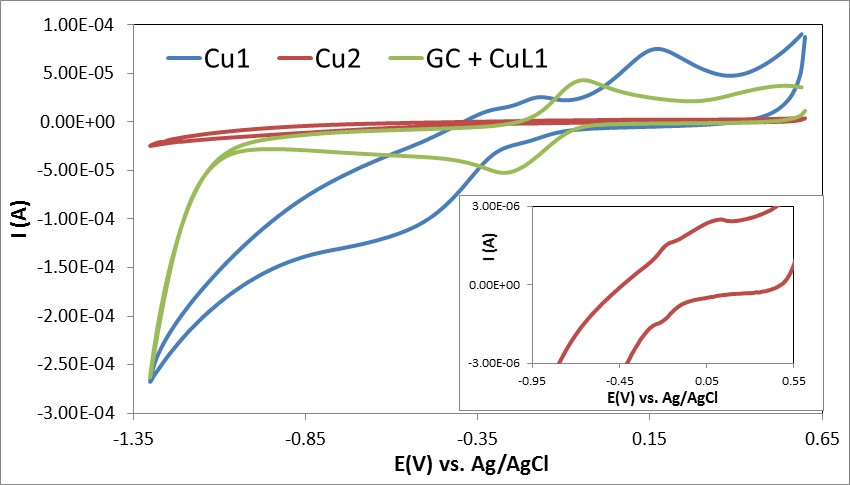 1.00E-04
Cu1 Cu2 GC + CuL1
5.00E-05
0.00E+00
-5.00E-05
-1.00E-04
-1.50E-04
-2.00E-04
-2.50E-04
-3.00E-04
I (A)
-1.35 -0.85 -0.35 0.15 0.65
E(V) vs. Ag/AgCl
3.00E-06
0.00E+00
-3.00E-06
I (A)
-0.95 -0.45 0.05 0.55
E(V) vs. Ag/AgCl